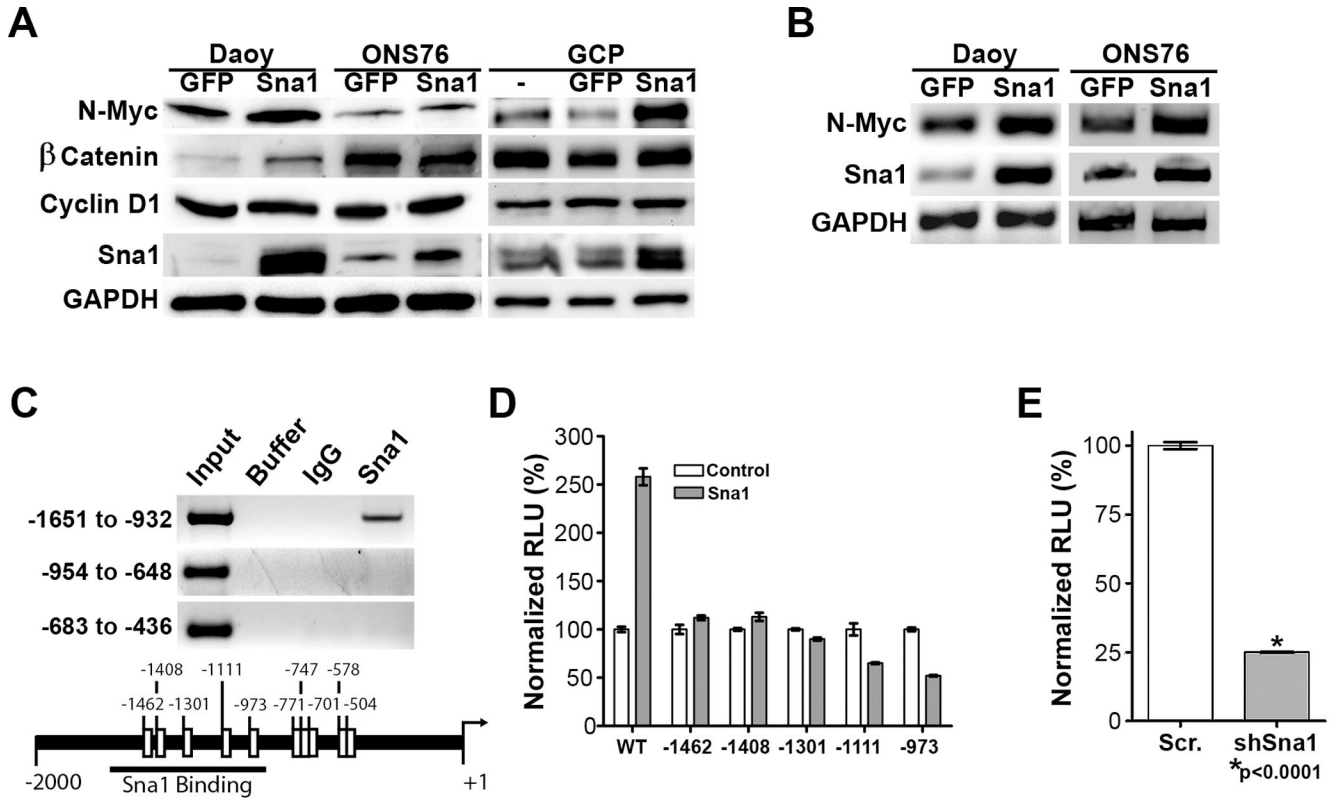 A
Daoy ONS76 GCP
GFP Sna1 GFP Sna1 - GFP Sna1
N-Myc
β Catenin
Cyclin D1
Sna1
GAPDH
B
Daoy ONS76
GFP Sna1 GFP Sna1
N-Myc
Sna1
GAPDH
C
Input Buffer IgG Sna1
-1651 to -932
-954 to -648
-683 to -436
-1408 -1111 -747 -578
-1462 -1301 -973 -771 -701 -504
-2000 Sna1 Binding +1
D
Normalized RLU (%)
300
250
200
150
100
50
0
Control
Sna1
WT -1462 -1408 -1301 -1111 -973
E
Normalized RLU (%)
100
75
50
25
0
*
Scr. shSna1
*p<0.0001